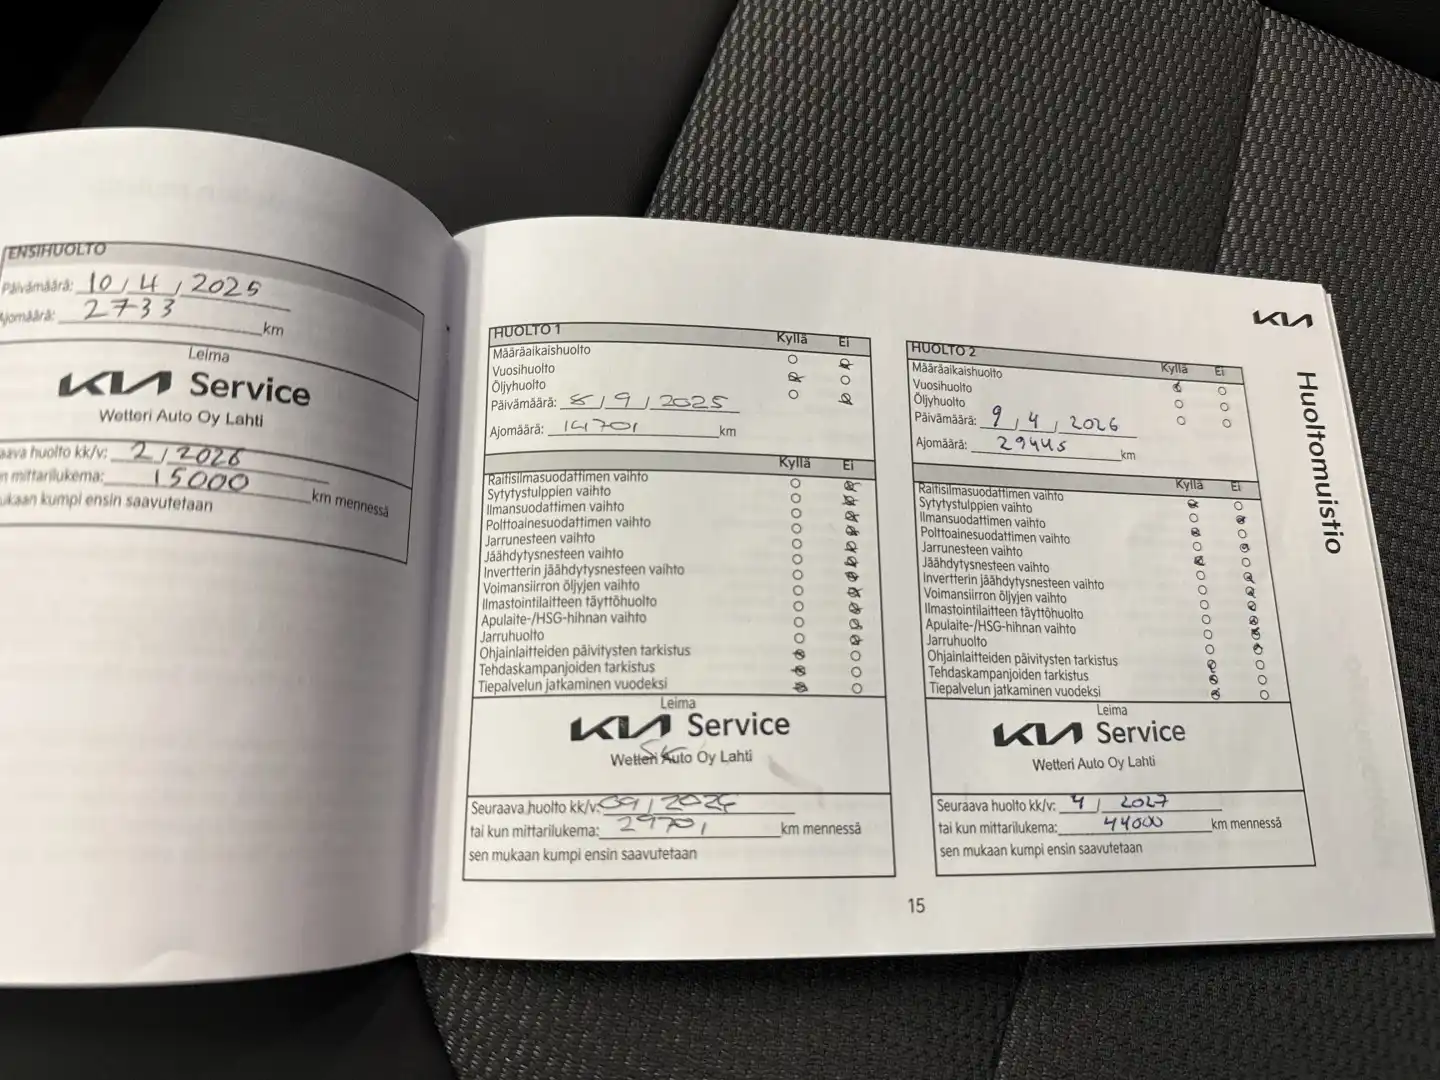 ENSIHUOLTO
Päivämäärä: 10 / 4 / 2025
Ajomäärä: 2733 km
Leima
KIA Service
Wetteri Auto Oy Lahti
aava huolto kk/v: 2 / 2026
n mittarilukema: 15000 km mennessä
ukaan kumpi ensin saavutetaan
HUOLTO 1 Kyllä Ei
Määräaikaishuolto
Vuosihuolto
Öljyhuolto
Päivämäärä: 8 / 9 / 2025
Ajomäärä: 14701 km
Kyllä Ei
Raitisilmasuodattimen vaihto
Sytytystulppien vaihto
Ilmansuodattimen vaihto
Polttoainesuodattimen vaihto
Jarrunesteen vaihto
Jäähdytysnesteen vaihto
Invertterin jäähdytysnesteen vaihto
Voimansiirron öljyjen vaihto
Ilmastointilaitteen täyttöhuolto
Apulaite-/HSG-hihnan vaihto
Jarruhuolto
Ohjainlaitteiden päivitysten tarkistus
Tehdaskampanjoiden tarkistus
Tiepalvelun jatkaminen vuodeksi
Leima
KIA Service
Wetteri Auto Oy Lahti
Seuraava huolto kk/v: 09 / 2026
tai kun mittarilukema: 29701 km mennessä
sen mukaan kumpi ensin saavutetaan
HUOLTO 2 Kyllä Ei
Määräaikaishuolto
Vuosihuolto
Öljyhuolto
Päivämäärä: 9 / 4 / 2026
Ajomäärä: 29445 km
Kyllä Ei
Raitisilmasuodattimen vaihto
Sytytystulppien vaihto
Ilmansuodattimen vaihto
Polttoainesuodattimen vaihto
Jarrunesteen vaihto
Jäähdytysnesteen vaihto
Invertterin jäähdytysnesteen vaihto
Voimansiirron öljyjen vaihto
Ilmastointilaitteen täyttöhuolto
Apulaite-/HSG-hihnan vaihto
Jarruhuolto
Ohjainlaitteiden päivitysten tarkistus
Tehdaskampanjoiden tarkistus
Tiepalvelun jatkaminen vuodeksi
Leima
KIA Service
Wetteri Auto Oy Lahti
Seuraava huolto kk/v: 4 / 2027
tai kun mittarilukema: 44000 km mennessä
sen mukaan kumpi ensin saavutetaan
KIA
Huoltomuistio
15